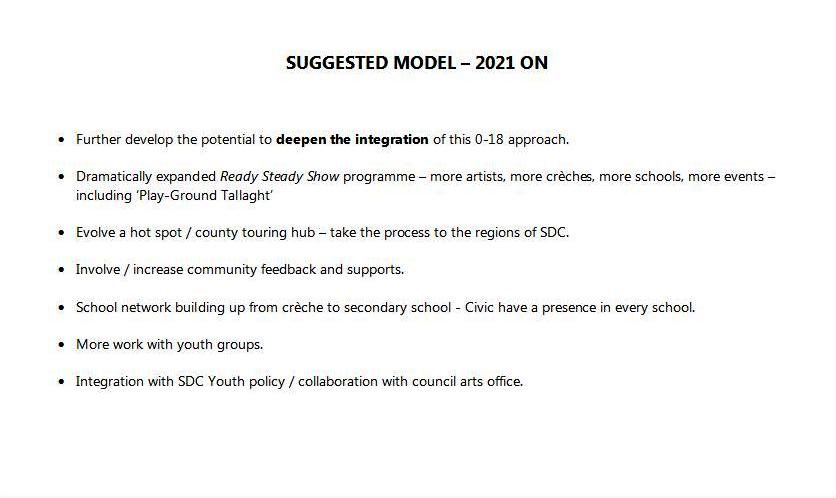 SUGGESTED MODEL – 2021 ON
• Further develop the potential to deepen the integration of this 0-18 approach.
• Dramatically expanded Ready Steady Show programme – more artists, more crèches, more schools, more events –
including ‘Play-Ground Tallaght’
• Evolve a hot spot / county touring hub – take the process to the regions of SDC.
• Involve / increase community feedback and supports.
• School network building up from crèche to secondary school - Civic have a presence in every school.
• More work with youth groups.
• Integration with SDC Youth policy / collaboration with council arts office.